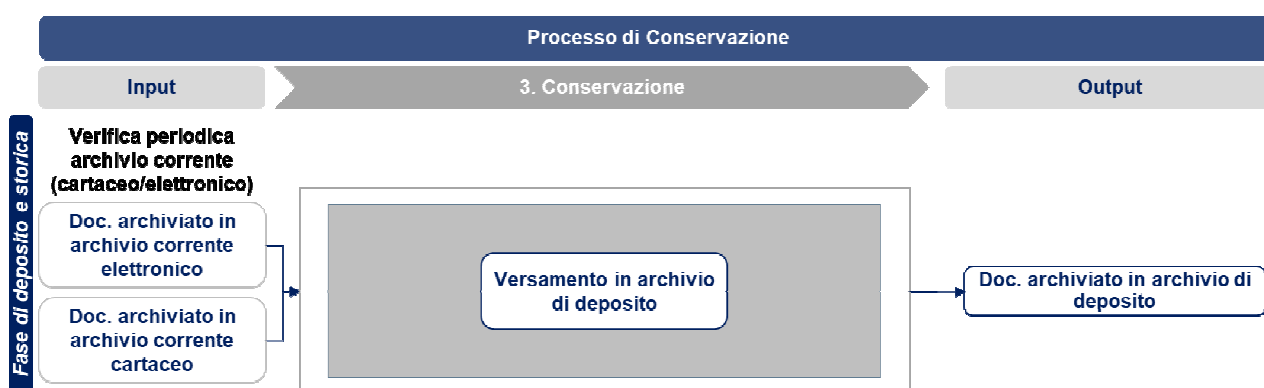 Processo di Conservazione
Input
3. Conservazione
Output
Fase di deposito e storica
Verifica periodica
archivio corrente
(cartaceo/elettronico)
Doc. archiviato in
archivio corrente
elettronico
Doc. archiviato in
archivio corrente
cartaceo
Versamento in archivio
di deposito
Doc. archiviato in archivio di
deposito